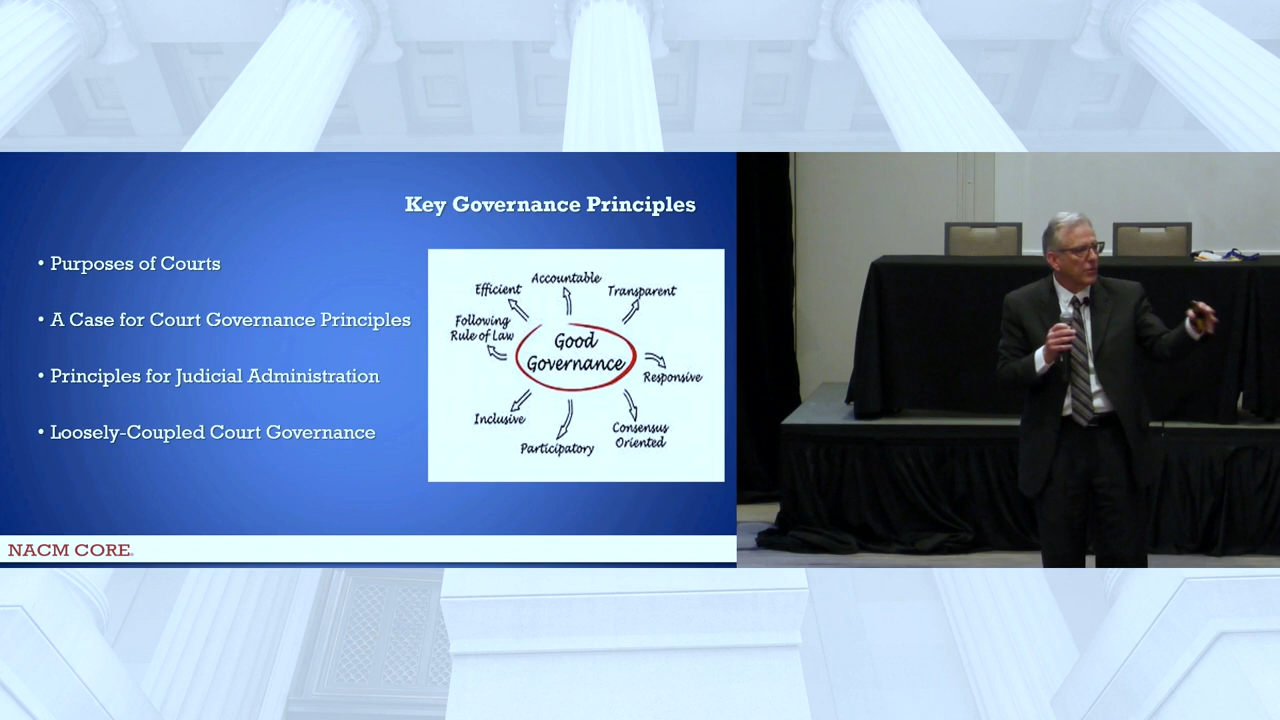 Key Governance Principles
• Purposes of Courts
• A Case for Court Governance Principles
• Principles for Judicial Administration
• Loosely-Coupled Court Governance
Accountable
Efficient
Transparent
Following
Rule of Law
Good
Governance
Responsive
Inclusive
Consensus
Oriented
Participatory
NACM CORE